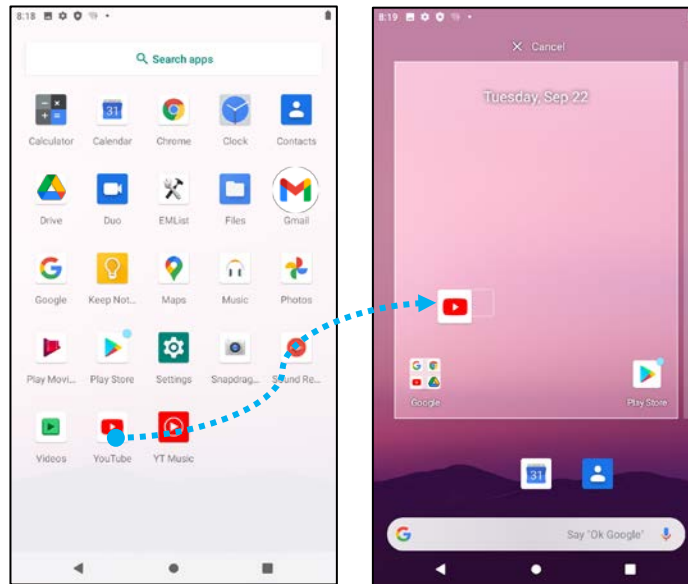 8:18
Search apps
31
Calculator Calendar Chrome Clock Contacts
Drive Duo EMList Files Gmail
Google Keep Not... Maps Music Photos
Play Movi... Play Store Settings Snapdrag... Sound Re...
Videos YouTube YT Music
8:19
Cancel
Tuesday, Sep 22
Google Play Store
31
Say "Ok Google"